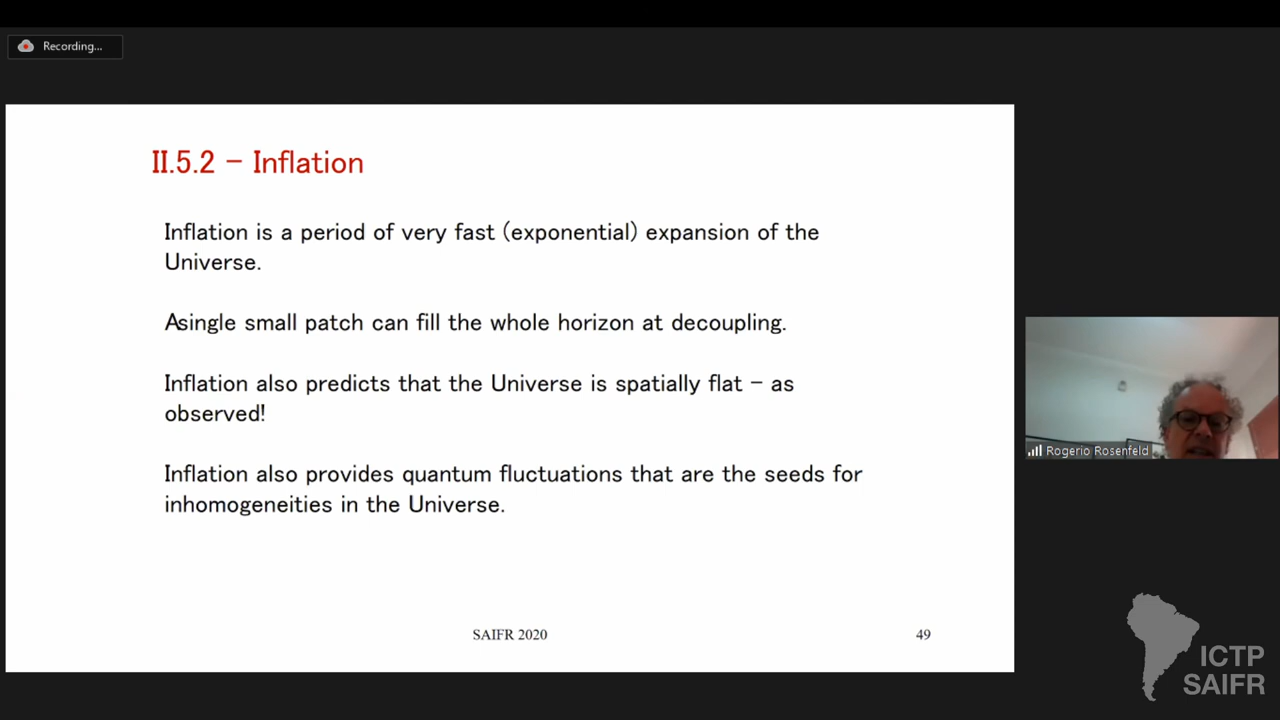 Recording...
II.5.2 – Inflation
Inflation is a period of very fast (exponential) expansion of the
Universe.
Asingle small patch can fill the whole horizon at decoupling.
Inflation also predicts that the Universe is spatially flat – as
observed!
Inflation also provides quantum fluctuations that are the seeds for
inhomogeneities in the Universe.
SAIFR 2020
49
Rogerio Rosenfeld
ICTP
SAIFR